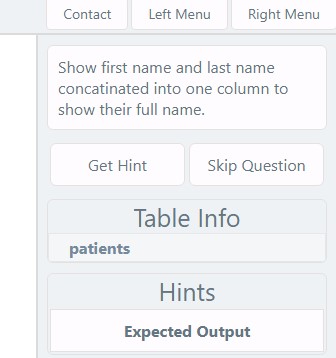 Contact Left Menu Right Menu
Show first name and last name
concatinated into one column to
show their full name.
Get Hint Skip Question
Table Info
patients
Hints
Expected Output